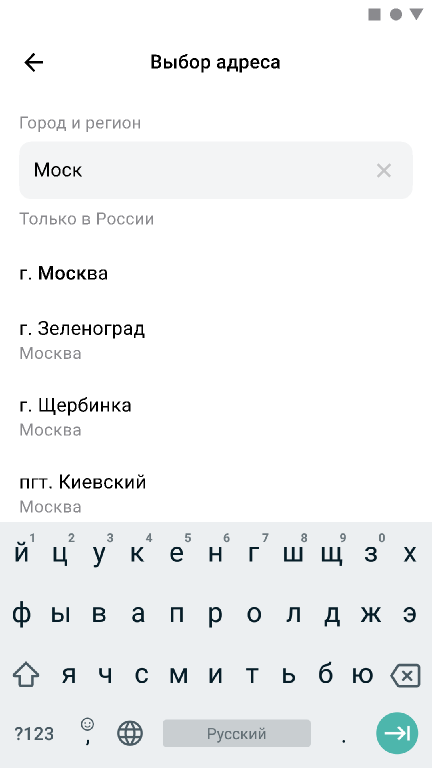 Выбор адреса
Город и регион
Моск
Только в России
г. Москва
г. Зеленоград
Москва
г. Щербинка
Москва
пгт. Киевский
Москва
1 2 3 4 5 6 7 8 9 0
й ц у к е н г ш щ з х
ф ы в а п р о л д ж э
я ч с м и т ь б ю
?123 , Русский .